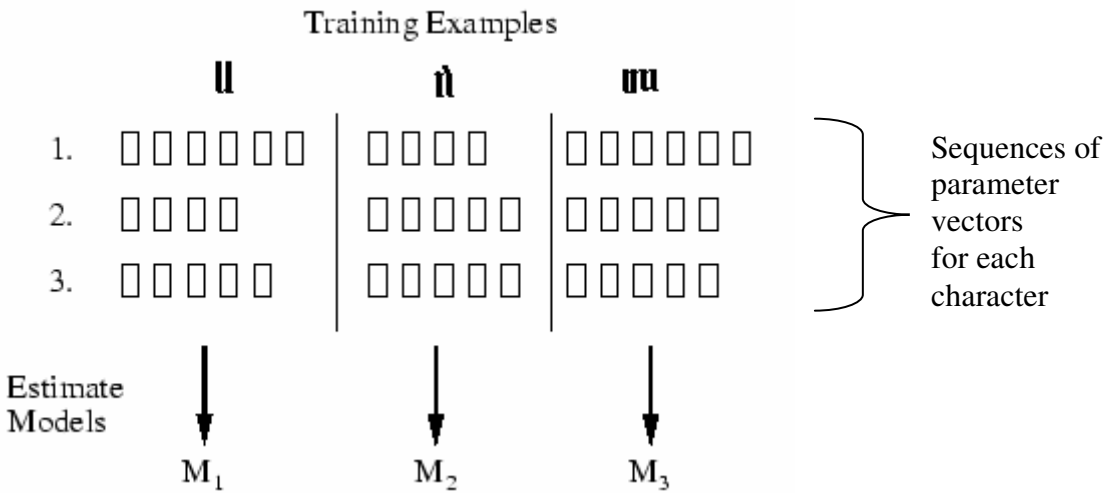 Training Examples
1.
2.
3.
Sequences of
parameter
vectors
for each
character
Estimate
Models
M₁ M₂ M₃